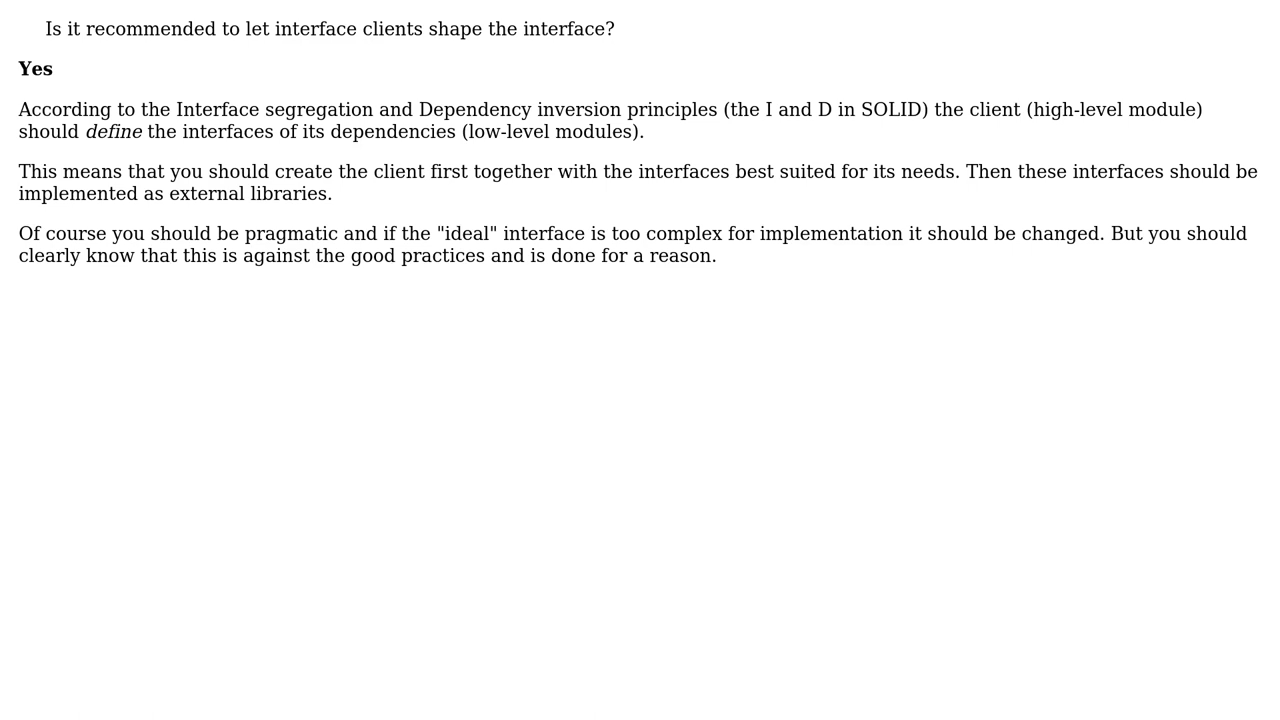 Is it recommended to let interface clients shape the interface?
Yes
According to the Interface segregation and Dependency inversion principles (the I and D in SOLID) the client (high-level module)
should define the interfaces of its dependencies (low-level modules).
This means that you should create the client first together with the interfaces best suited for its needs. Then these interfaces should be
implemented as external libraries.
Of course you should be pragmatic and if the "ideal" interface is too complex for implementation it should be changed. But you should
clearly know that this is against the good practices and is done for a reason.